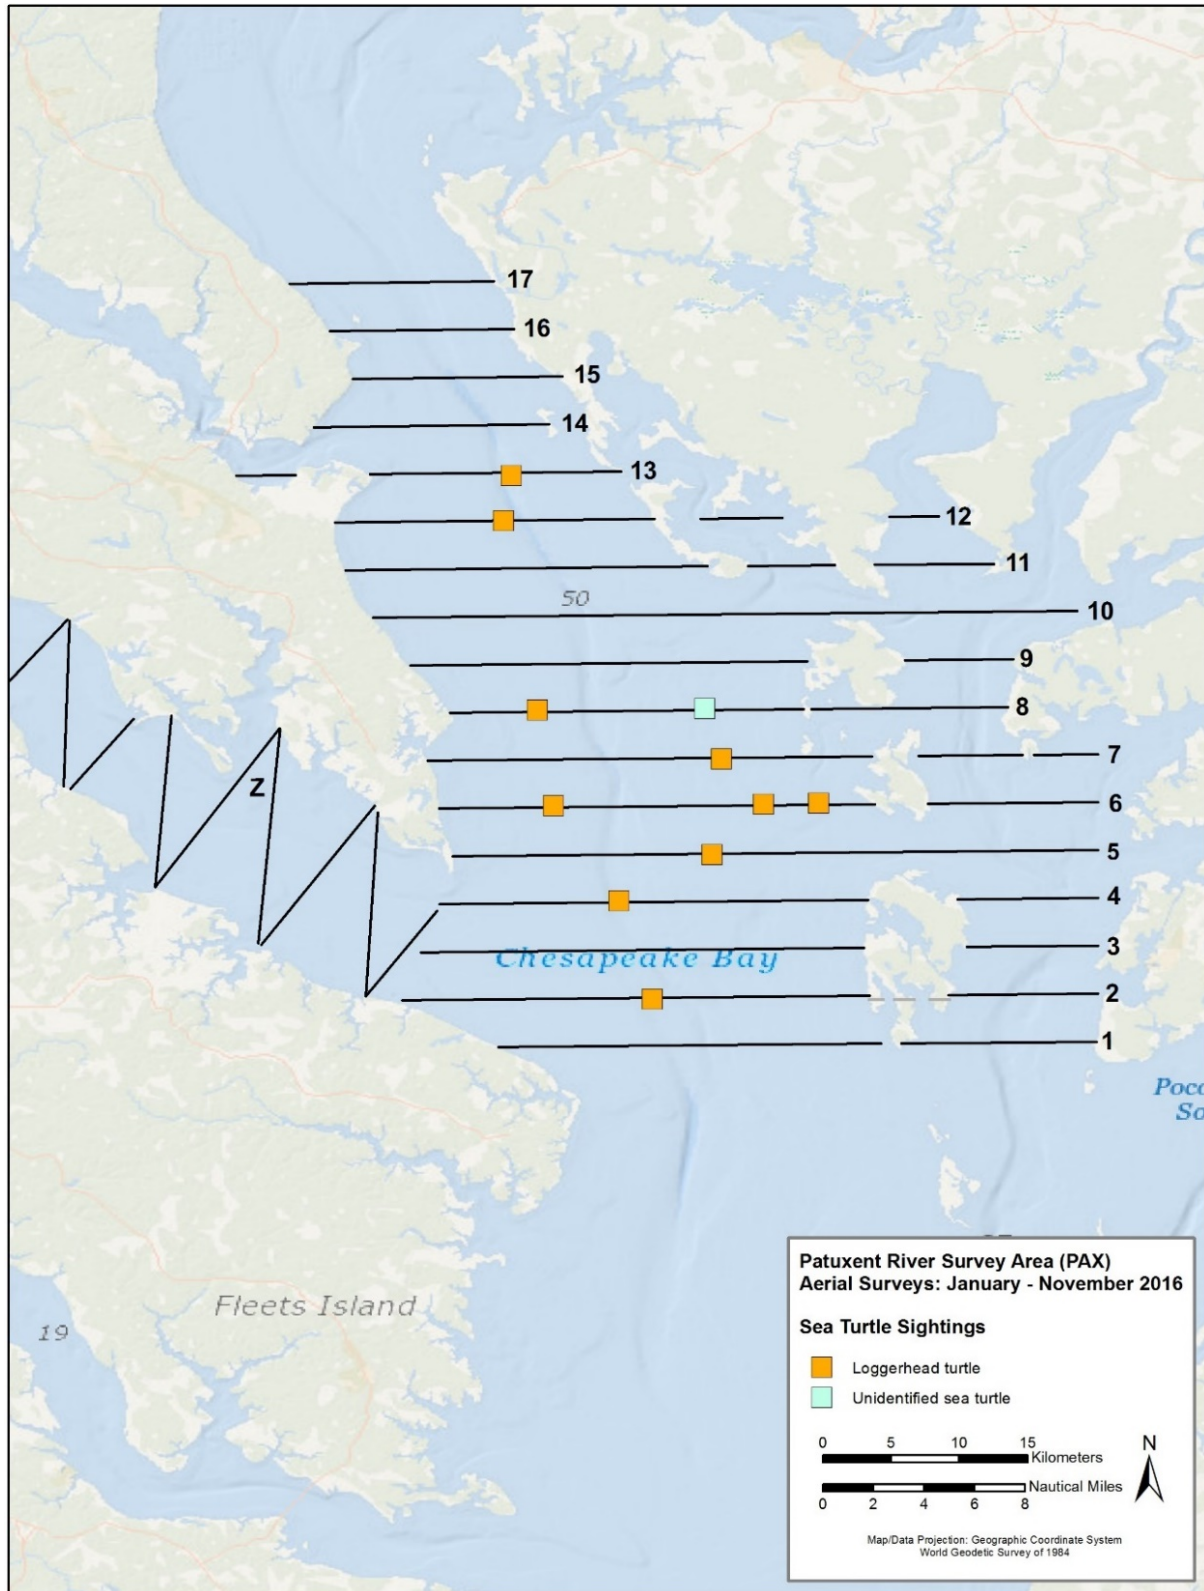 17
16
15
14
13
12
11
50
10
9
8
7
Z
6
5
4
3
Chesapeake Bay
2
1
Poco
So
Patuxent River Survey Area (PAX)
Aerial Surveys: January - November 2016
Sea Turtle Sightings
Loggerhead turtle
Unidentified sea turtle
Fleets Island
19
0 5 10 15
Kilometers
N
Nautical Miles
0 2 4 6 8
Map/Data Projection: Geographic Coordinate System
World Geodetic Survey of 1984